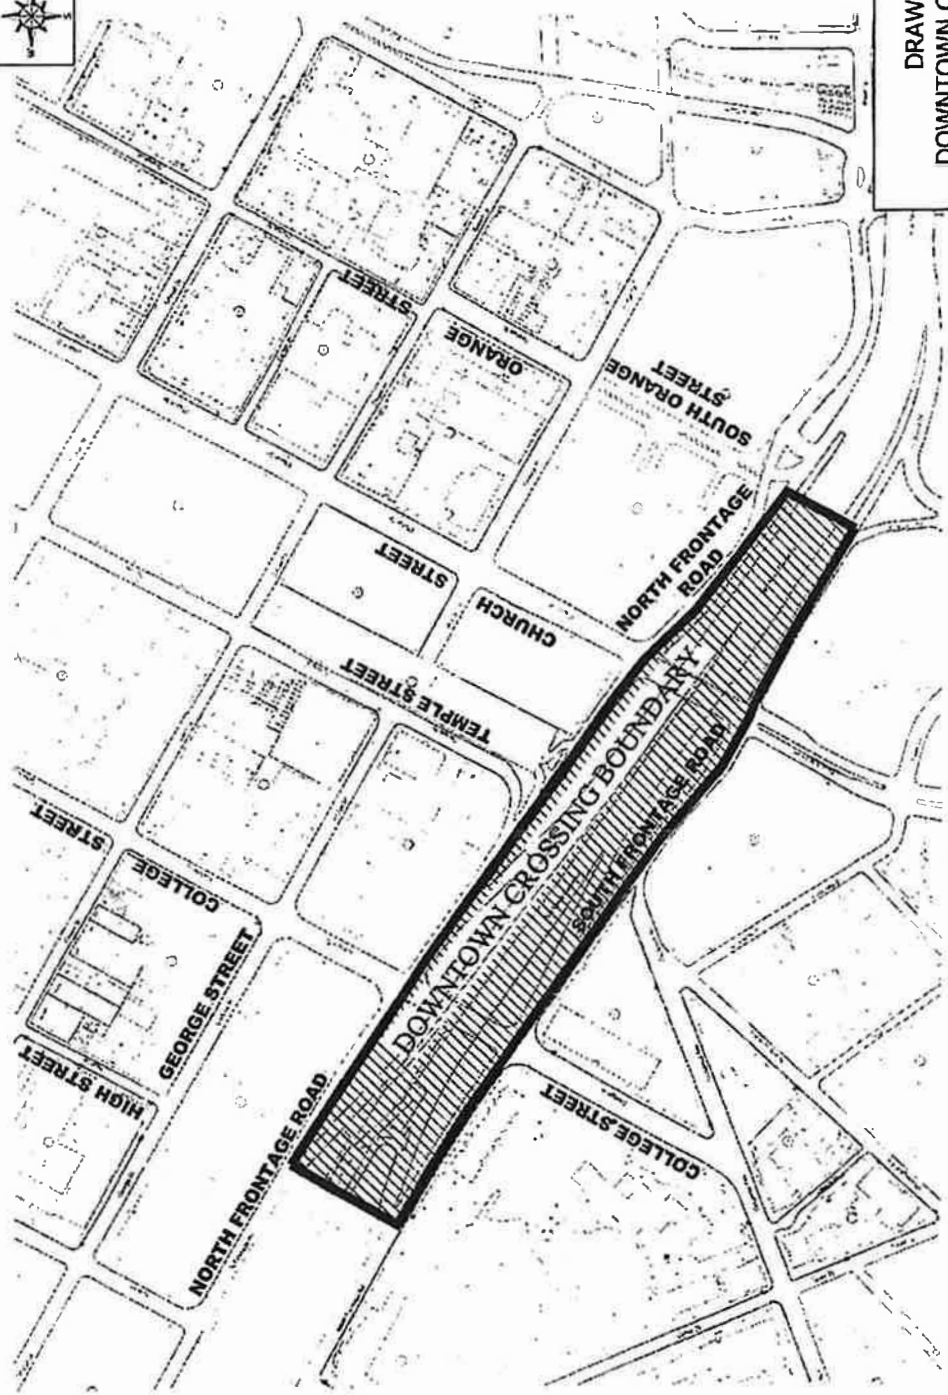 DRAW
DOWNTOWN C
STREET
ORANGE
SOUTH ORANGE
STREET
STREET
CHURCH
NORTH FRONTAGE
ROAD
TEMPLE STREET
DOWNTOWN CROSSING BOUNDARY
SOUTH FRONTAGE ROAD
STREET
COLLEGE
GEORGE STREET
HIGH STREET
NORTH FRONTAGE ROAD
COLLEGE STREET